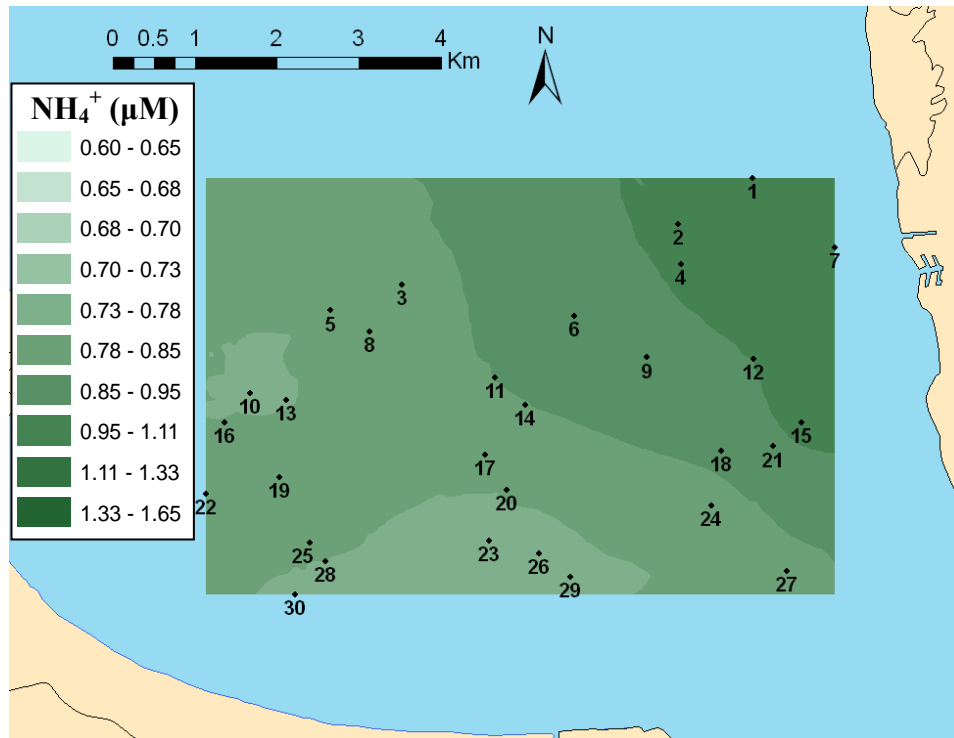 0 0.5 1 2 3 4
Km
N
NH₄⁺ (µM)
0.60 - 0.65
0.65 - 0.68
0.68 - 0.70
0.70 - 0.73
0.73 - 0.78
0.78 - 0.85
0.85 - 0.95
0.95 - 1.11
1.11 - 1.33
1.33 - 1.65
1
2
7
4
3
5
6
8
9
12
11
10
13
14
16
15
18
21
17
19
20
22
24
25
23
26
28
27
29
30